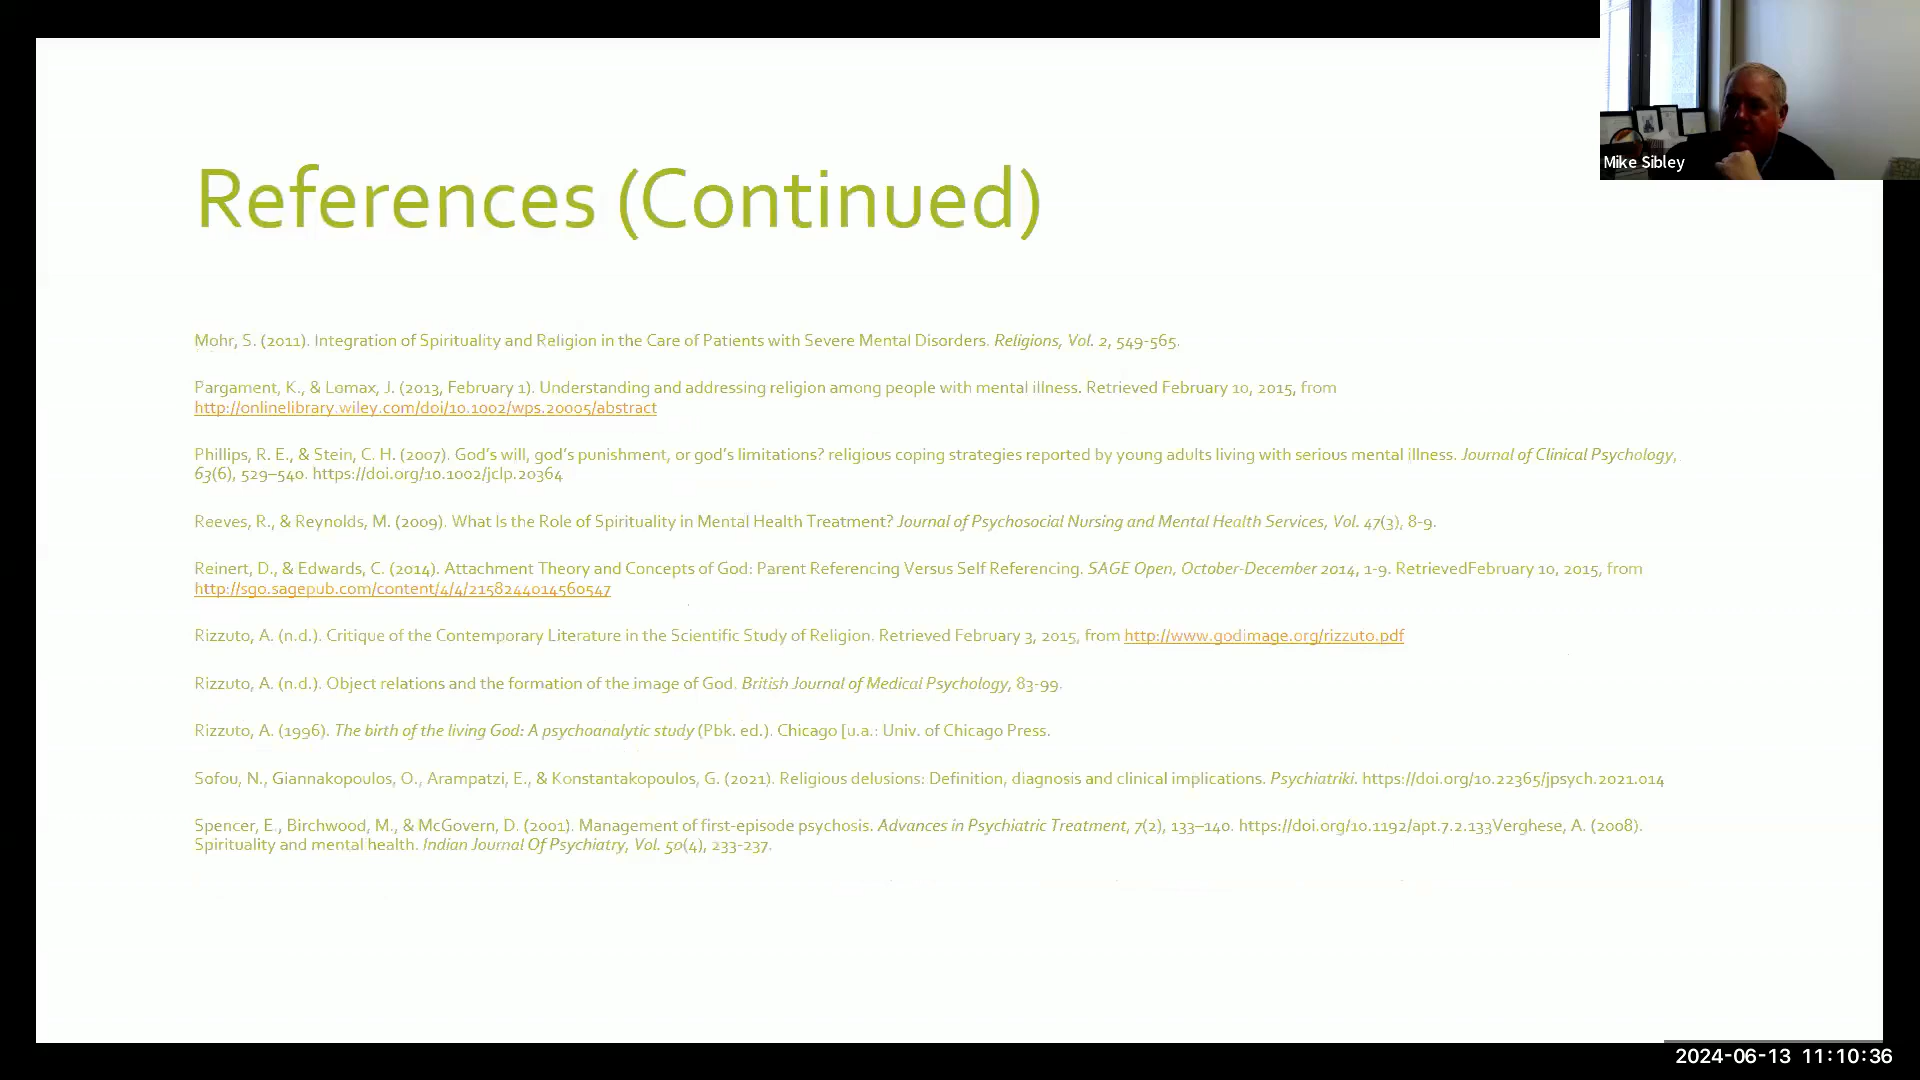 References (Continued)
Mike Sibley
Mohr, S. (2011). Integration of Spirituality and Religion in the Care of Patients with Severe Mental Disorders. Religions, Vol. 2, 549-565.
Pargament, K., & Lomax, J. (2013, February 1). Understanding and addressing religion among people with mental illness. Retrieved February 10, 2015, from
http://onlinelibrary.wiley.com/doi/10.1002/wps.20005/abstract
Phillips, R. E., & Stein, C. H. (2007). God’s will, god’s punishment, or god’s limitations? religious coping strategies reported by young adults living with serious mental illness. Journal of Clinical Psychology,
63(6), 529–540. https://doi.org/10.1002/jclp.20364
Reeves, R., & Reynolds, M. (2009). What Is the Role of Spirituality in Mental Health Treatment? Journal of Psychosocial Nursing and Mental Health Services, Vol. 47(3), 8-9.
Reinert, D., & Edwards, C. (2014). Attachment Theory and Concepts of God: Parent Referencing Versus Self Referencing. SAGE Open, October-December 2014, 1-9. RetrievedFebruary 10, 2015, from
http://sgo.sagepub.com/content/4/4/2158244014560547
Rizzuto, A. (n.d.). Critique of the Contemporary Literature in the Scientific Study of Religion. Retrieved February 3, 2015, from http://www.godimage.org/rizzuto.pdf
Rizzuto, A. (n.d.). Object relations and the formation of the image of God. British Journal of Medical Psychology, 83-99.
Rizzuto, A. (1996). The birth of the living God: A psychoanalytic study (Pbk. ed.). Chicago [u.a.: Univ. of Chicago Press.
Sofou, N., Giannakopoulos, O., Arampatzi, E., & Konstantakopoulos, G. (2021). Religious delusions: Definition, diagnosis and clinical implications. Psychiatriki. https://doi.org/10.22365/jpsych.2021.014
Spencer, E., Birchwood, M., & McGovern, D. (2001). Management of first-episode psychosis. Advances in Psychiatric Treatment, 7(2), 133–140. https://doi.org/10.1192/apt.7.2.133Verghese, A. (2008).
Spirituality and mental health. Indian Journal Of Psychiatry, Vol. 50(4), 233-237.
2024-06-13 11:10:36